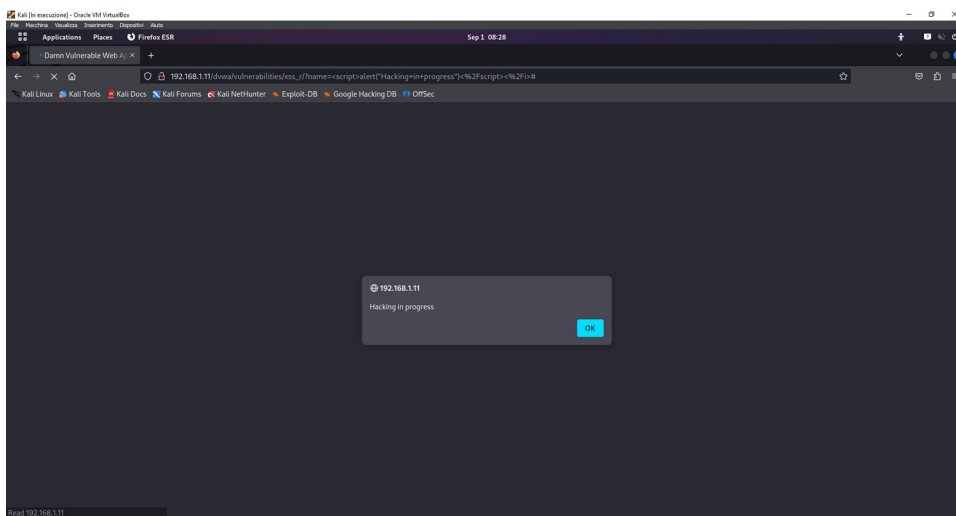 Kali [In esecuzione] - Oracle VM VirtualBox
File Macchina Visualizza Inserimento Dispositivi Aiuto
Applications Places Firefox ESR Sep 1 08:28
Damn Vulnerable Web Ap
192.168.1.11/dvwa/vulnerabilities/xss_r/?name=<script>alert("Hacking+in+progress")<%2Fscript><%2Fi>#
Kali Linux Kali Tools Kali Docs Kali Forums Kali NetHunter Exploit-DB Google Hacking DB OffSec
192.168.1.11
Hacking in progress
OK
Read 192.168.1.11